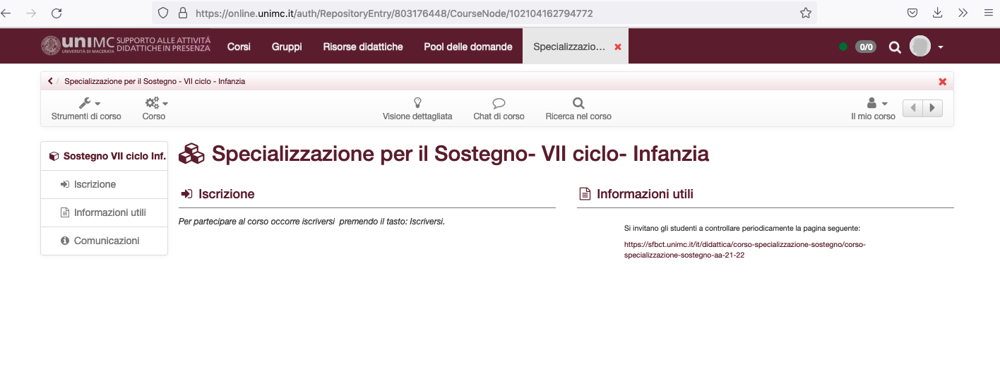 https://online.unimc.it/auth/RepositoryEntry/803176448/CourseNode/102104162794772
UNIMC SUPPORTO ALLE ATTIVITÁ
UNIVERSITÀ DI MACERATA DIDATTICHE IN PRESENZA
Corsi Gruppi Risorse didattiche Pool delle domande Specializzazio... 0/0
/ Specializzazione per il Sostegno - VII ciclo - Infanzia
Strumenti di corso Corso Visione dettagliata Chat di corso Ricerca nel corso Il mio corso
Sostegno VII ciclo Inf.
Iscrizione
Informazioni utili
Comunicazioni
Specializzazione per il Sostegno- VII ciclo- Infanzia
Iscrizione
Per partecipare al corso occorre iscriversi premendo il tasto: Iscriversi.
Informazioni utili
Si invitano gli studenti a controllare periodicamente la pagina seguente:
https://sfbct.unimc.it/it/didattica/corso-specializzazione-sostegno/corso-
specializzazione-sostegno-aa-21-22